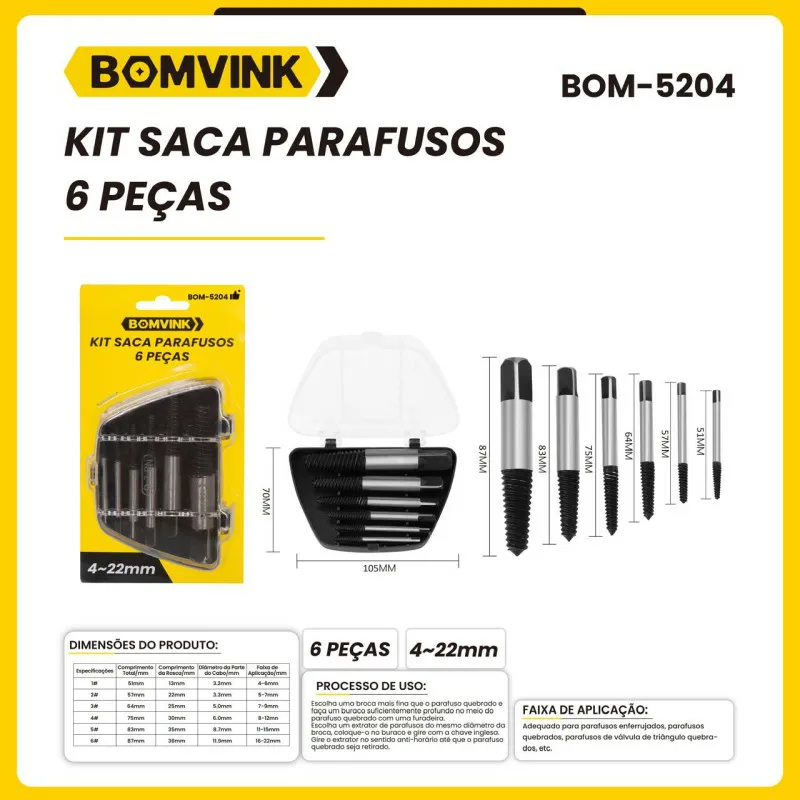 BOMVINK
BOM-5204
KIT SACA PARAFUSOS
6 PEÇAS
BOM-5204
BOMVINK
KIT SACA PARAFUSOS
6 PEÇAS
4~22mm
70MM
105MM
87MM
83MM
75MM
64MM
57MM
51MM
DIMENSÕES DO PRODUTO:
Especificações Comprimento Total/mm Comprimento da Rosca/mm Diâmetro da Parte do Cabo/mm Faixa de Aplicação/mm
1# 51mm 13mm 3.2mm 4-6mm
2# 57mm 22mm 3.3mm 5-7mm
3# 64mm 25mm 5.0mm 7-9mm
4# 75mm 30mm 6.0mm 8-12mm
5# 83mm 35mm 8.7mm 11-15mm
6# 87mm 36mm 11.9mm 16-22mm
6 PEÇAS
4~22mm
PROCESSO DE USO:
Escolha uma broca mais fina que o parafuso quebrado e
faça um buraco suficientemente profundo no meio do
parafuso quebrado com uma furadeira.
Escolha um extrator de parafusos do mesmo diâmetro da
broca, coloque-o no buraco e gire com a chave inglesa.
Gire o extrator no sentido anti-horário até que o parafuso
quebrado seja retirado.
FAIXA DE APLICAÇÃO:
Adequado para parafusos enferrujados, parafusos
quebrados, parafusos de válvula de triângulo quebra-
dos, etc.